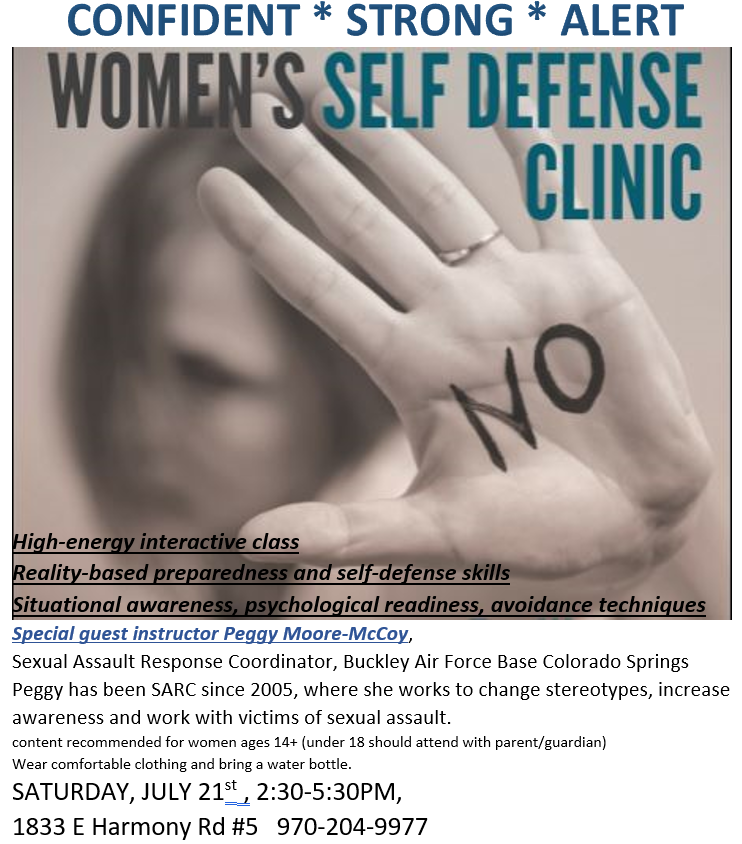 CONFIDENT * STRONG * ALERT
WOMEN'S SELF DEFENSE
CLINIC
NO
High-energy interactive class
Reality-based preparedness and self-defense skills
Situational awareness, psychological readiness, avoidance techniques
Special guest instructor Peggy Moore-McCoy,
Sexual Assault Response Coordinator, Buckley Air Force Base Colorado Springs
Peggy has been SARC since 2005, where she works to change stereotypes, increase
awareness and work with victims of sexual assault.
content recommended for women ages 14+ (under 18 should attend with parent/guardian)
Wear comfortable clothing and bring a water bottle.
SATURDAY, JULY 21st , 2:30-5:30PM,
1833 E Harmony Rd #5 970-204-9977